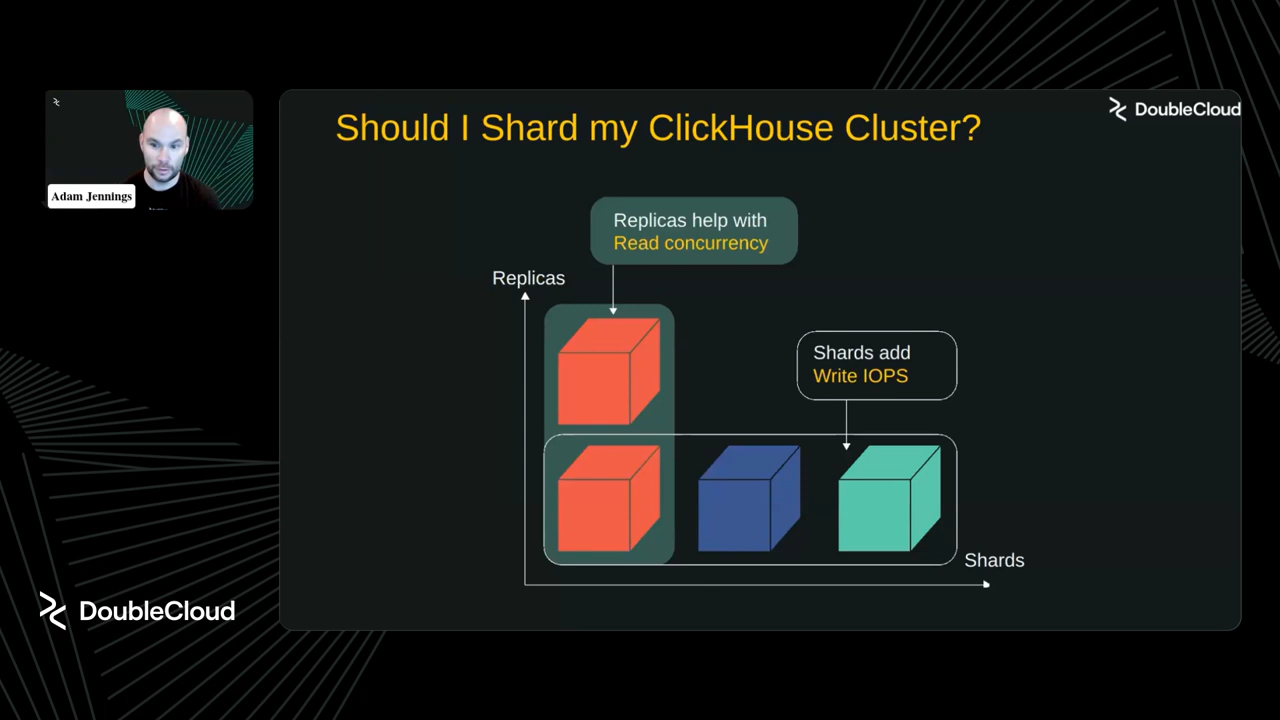 Adam Jennings
DoubleCloud
Should I Shard my ClickHouse Cluster?
DoubleCloud
Replicas help with
Read concurrency
Replicas
Shards add
Write IOPS
Shards